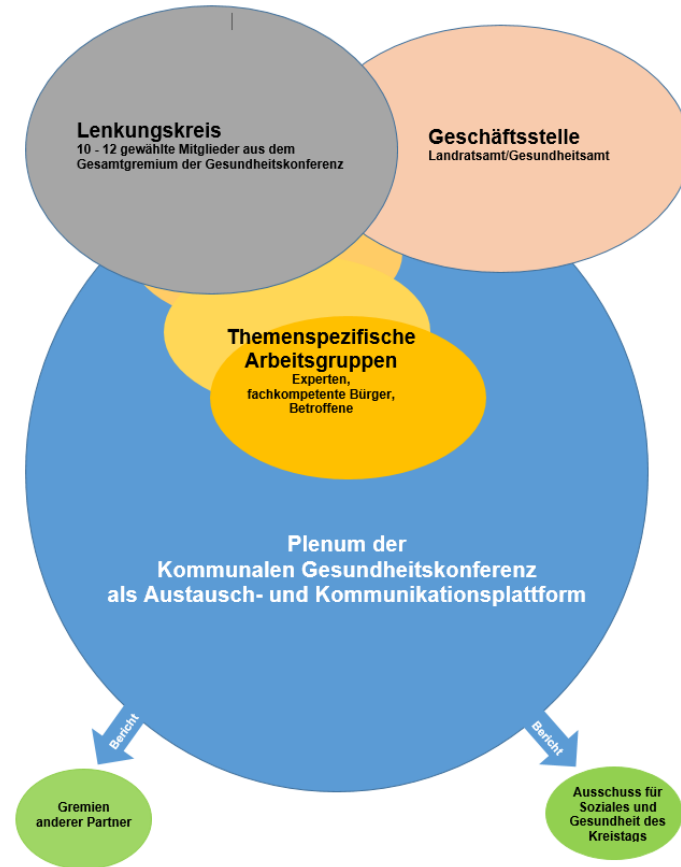 Lenkungskreis
10 - 12 gewählte Mitglieder aus dem
Gesamtgremium der Gesundheitskonferenz
Geschäftsstelle
Landratsamt/Gesundheitsamt
Themenspezifische
Arbeitsgruppen
Experten,
fachkompetente Bürger,
Betroffene
Plenum der
Kommunalen Gesundheitskonferenz
als Austausch- und Kommunikationsplattform
Bericht
Bericht
Gremien
anderer Partner
Ausschuss für
Soziales und
Gesundheit des
Kreistags